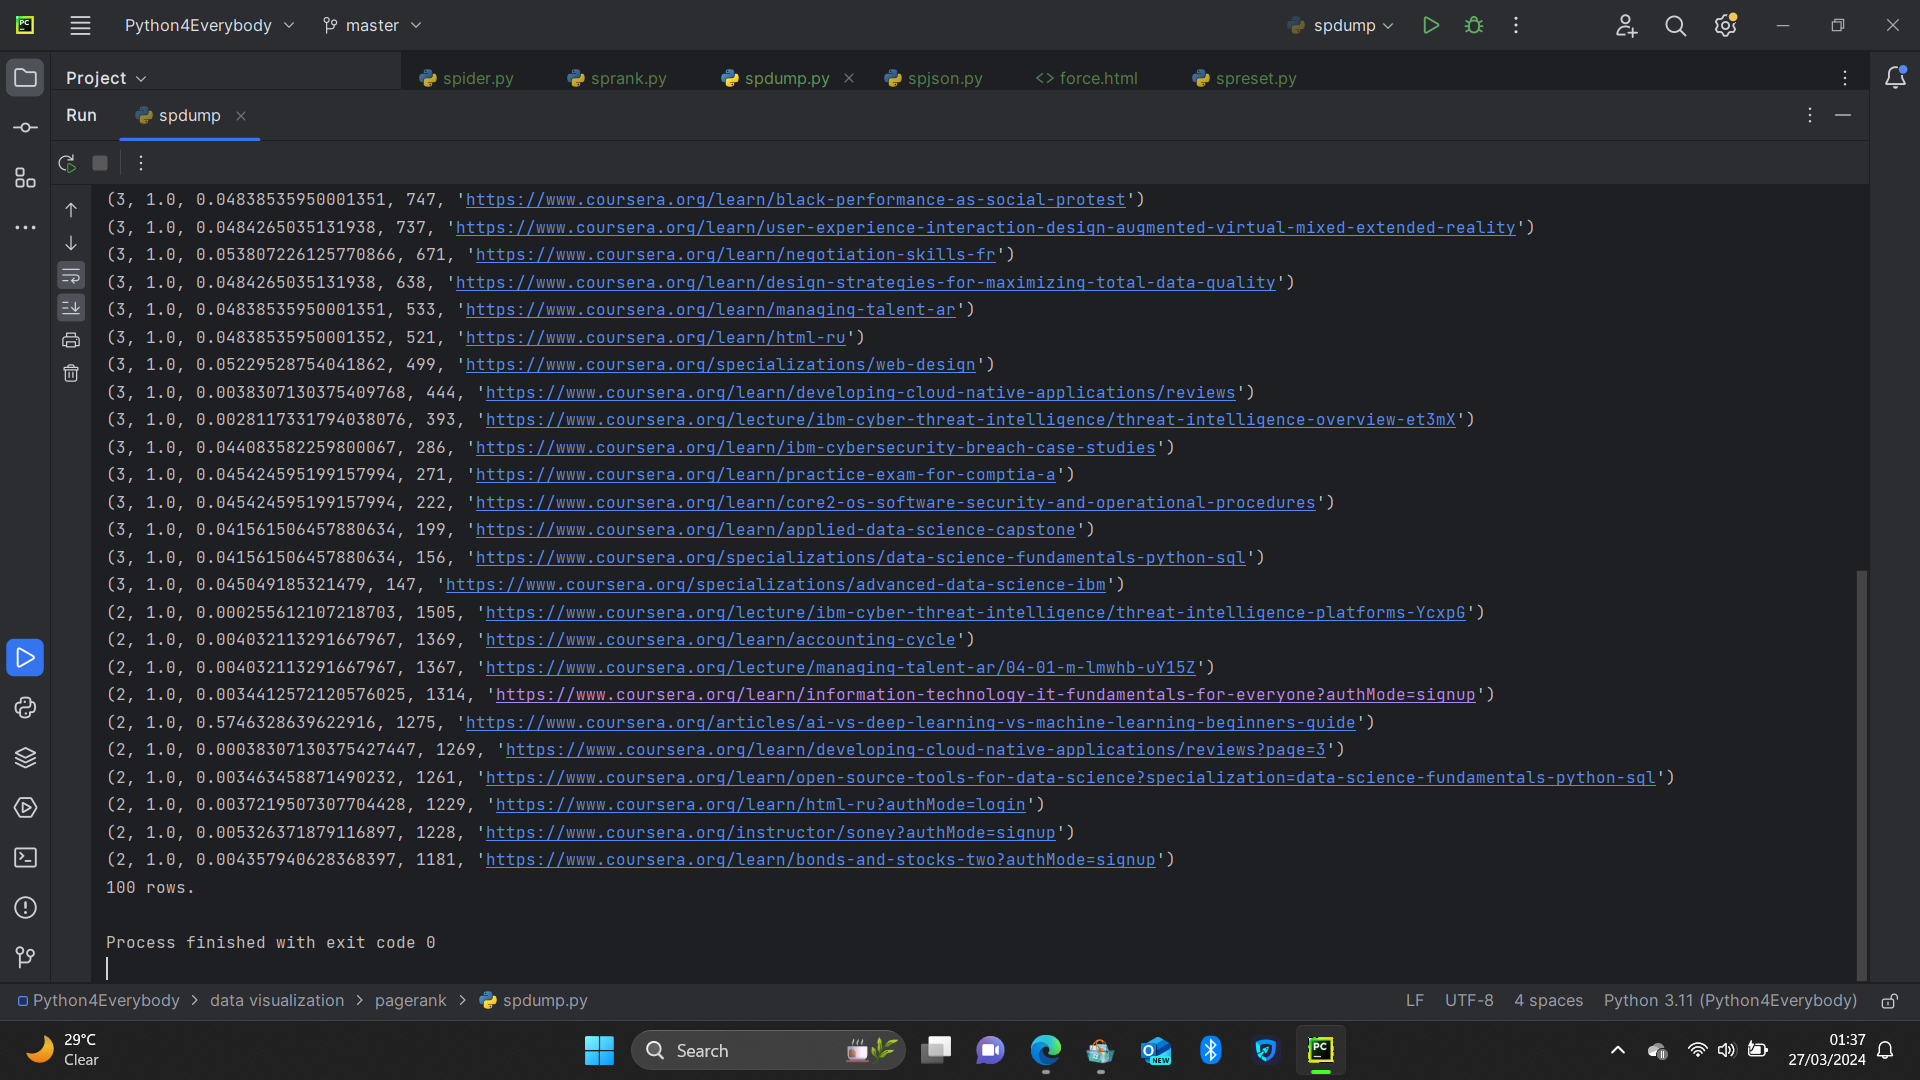 Python4Everybody master spdump
Project spider.py sprank.py spdump.py spjson.py <> force.html spreset.py
Run spdump
(3, 1.0, 0.04838535950001351, 747, 'https://www.coursera.org/learn/black-performance-as-social-protest')
(3, 1.0, 0.0484265035131938, 737, 'https://www.coursera.org/learn/user-experience-interaction-design-augmented-virtual-mixed-extended-reality')
(3, 1.0, 0.053807226125770866, 671, 'https://www.coursera.org/learn/negotiation-skills-fr')
(3, 1.0, 0.0484265035131938, 638, 'https://www.coursera.org/learn/design-strategies-for-maximizing-total-data-quality')
(3, 1.0, 0.04838535950001351, 533, 'https://www.coursera.org/learn/managing-talent-ar')
(3, 1.0, 0.04838535950001352, 521, 'https://www.coursera.org/learn/html-ru')
(3, 1.0, 0.05229528754041862, 499, 'https://www.coursera.org/specializations/web-design')
(3, 1.0, 0.0038307130375409768, 444, 'https://www.coursera.org/learn/developing-cloud-native-applications/reviews')
(3, 1.0, 0.0028117331794038076, 393, 'https://www.coursera.org/lecture/ibm-cyber-threat-intelligence/threat-intelligence-overview-et3mX')
(3, 1.0, 0.044083582259800067, 286, 'https://www.coursera.org/learn/ibm-cybersecurity-breach-case-studies')
(3, 1.0, 0.045424595199157994, 271, 'https://www.coursera.org/learn/practice-exam-for-comptia-a')
(3, 1.0, 0.045424595199157994, 222, 'https://www.coursera.org/learn/core2-os-software-security-and-operational-procedures')
(3, 1.0, 0.041561506457880634, 199, 'https://www.coursera.org/learn/applied-data-science-capstone')
(3, 1.0, 0.041561506457880634, 156, 'https://www.coursera.org/specializations/data-science-fundamentals-python-sql')
(3, 1.0, 0.045049185321479, 147, 'https://www.coursera.org/specializations/advanced-data-science-ibm')
(2, 1.0, 0.000255612107218703, 1505, 'https://www.coursera.org/lecture/ibm-cyber-threat-intelligence/threat-intelligence-platforms-YcxpG')
(2, 1.0, 0.004032113291667967, 1369, 'https://www.coursera.org/learn/accounting-cycle')
(2, 1.0, 0.004032113291667967, 1367, 'https://www.coursera.org/lecture/managing-talent-ar/04-01-m-lmwhb-uY15Z')
(2, 1.0, 0.0034412572120576025, 1314, 'https://www.coursera.org/learn/information-technology-it-fundamentals-for-everyone?authMode=signup')
(2, 1.0, 0.5746328639622916, 1275, 'https://www.coursera.org/articles/ai-vs-deep-learning-vs-machine-learning-beginners-guide')
(2, 1.0, 0.00038307130375427447, 1269, 'https://www.coursera.org/learn/developing-cloud-native-applications/reviews?page=3')
(2, 1.0, 0.003463458871490232, 1261, 'https://www.coursera.org/learn/open-source-tools-for-data-science?specialization=data-science-fundamentals-python-sql')
(2, 1.0, 0.0037219507307704428, 1229, 'https://www.coursera.org/learn/html-ru?authMode=login')
(2, 1.0, 0.005326371879116897, 1228, 'https://www.coursera.org/instructor/soney?authMode=signup')
(2, 1.0, 0.004357940628368397, 1181, 'https://www.coursera.org/learn/bonds-and-stocks-two?authMode=signup')
100 rows.
Process finished with exit code 0
Python4Everybody > data visualization > pagerank > spdump.py LF UTF-8 4 spaces Python 3.11 (Python4Everybody)
29°C
Clear
Search
01:37
27/03/2024